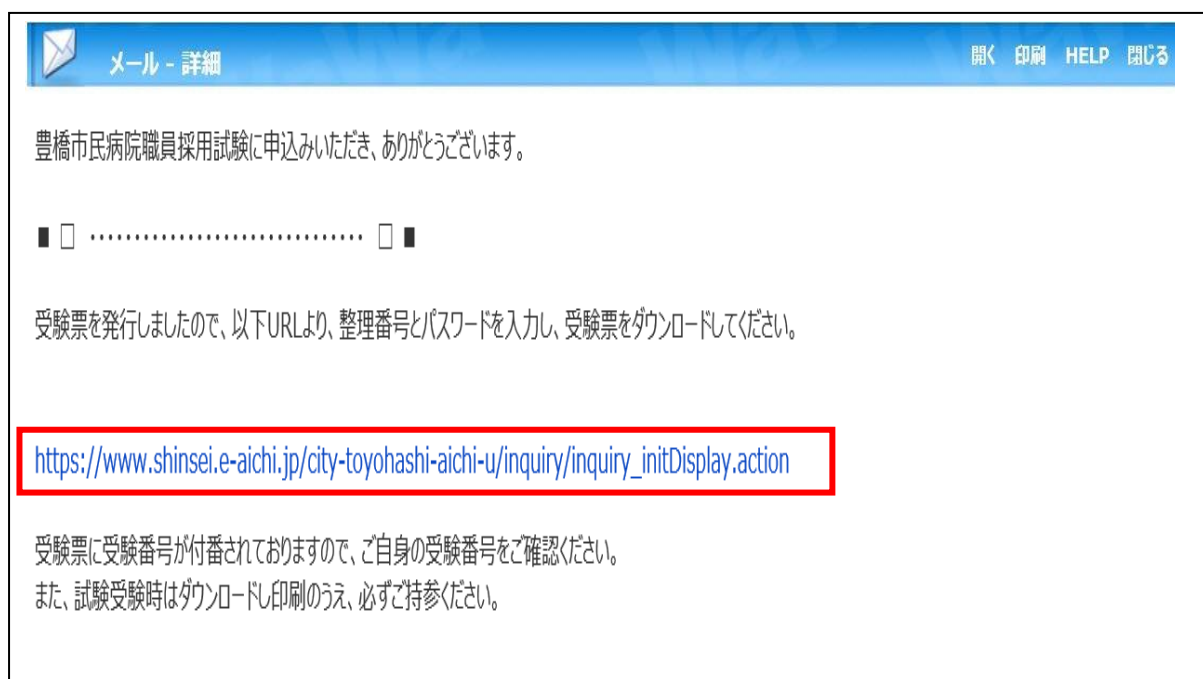 メール - 詳細
開く 印刷 HELP 閉じる
豊橋市民病院職員採用試験に申込みいただき、ありがとうございます。
■ □ ‥‥‥‥‥‥‥‥‥‥‥‥‥‥‥ □ ■
受験票を発行しましたので、以下URLより、整理番号とパスワードを入力し、受験票をダウンロードしてください。
https://www.shinsei.e-aichi.jp/city-toyohashi-aichi-u/inquiry/inquiry_initDisplay.action
受験票に受験番号が付番されておりますので、ご自身の受験番号をご確認ください。
また、試験受験時はダウンロードし印刷のうえ、必ずご持参ください。